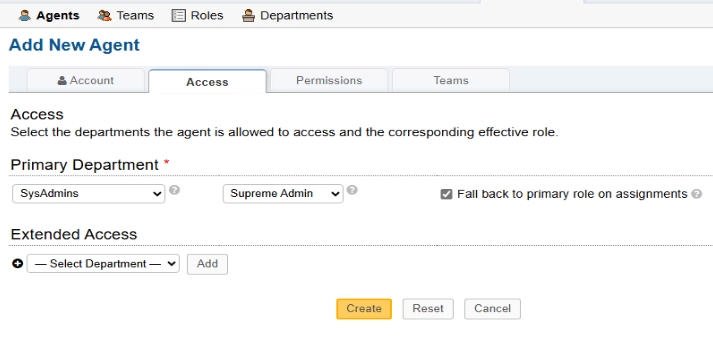 Agents Teams Roles Departments
Add New Agent
Account Access Permissions Teams
Access
Select the departments the agent is allowed to access and the corresponding effective role.
Primary Department *
SysAdmins Supreme Admin Fall back to primary role on assignments
Extended Access
— Select Department — Add
Create Reset Cancel